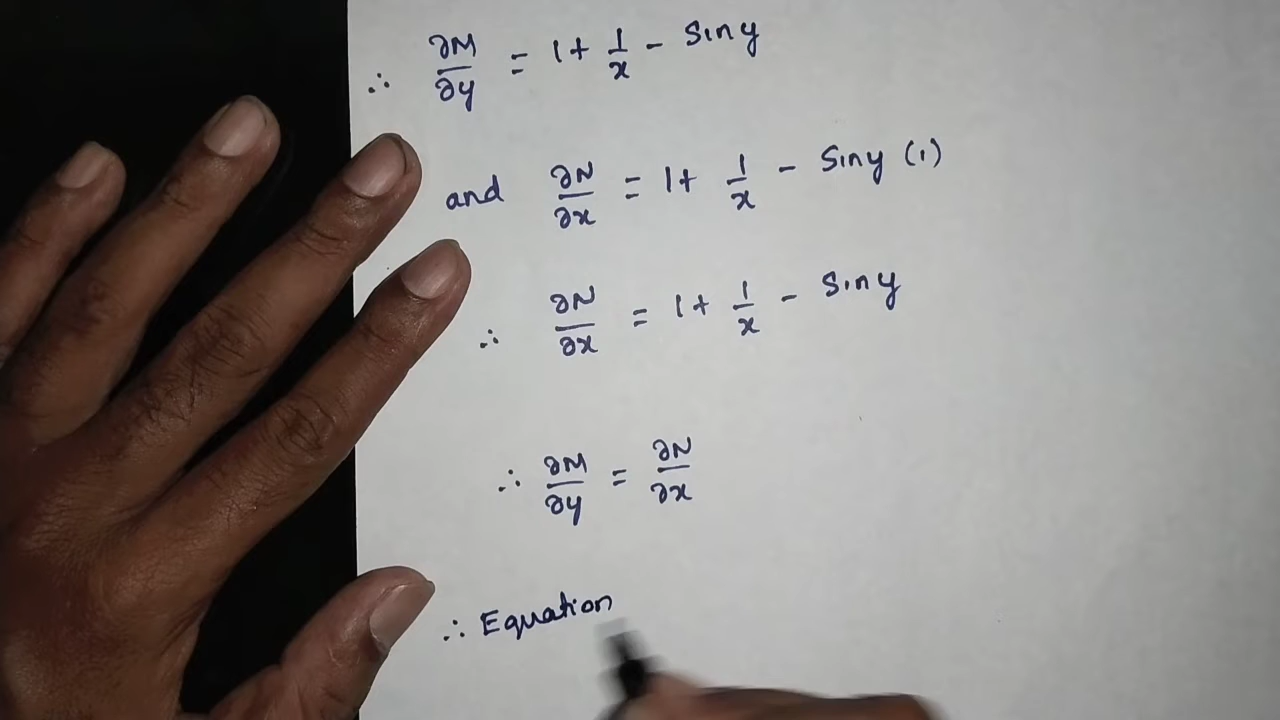 ∴ ∂M/∂y = 1 + 1/x - Siny
and ∂N/∂x = 1 + 1/x - Siny (1)
∴ ∂N/∂x = 1 + 1/x - Siny
∴ ∂M/∂y = ∂N/∂x
∴ Equation